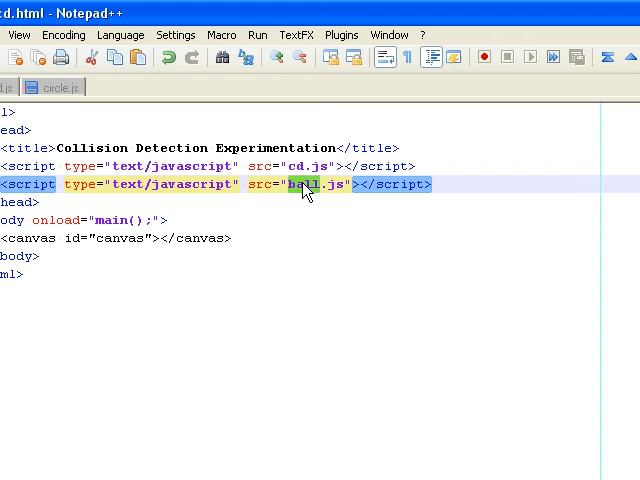 cd.html - Notepad++
View Encoding Language Settings Macro Run TextFX Plugins Window ?
d.js circle.js
l>
ead>
<title>Collision Detection Experimentation</title>
<script type="text/javascript" src="cd.js"></script>
<script type="text/javascript" src="ball.js"></script>
head>
ody onload="main();">
<canvas id="canvas"></canvas>
body>
ml>